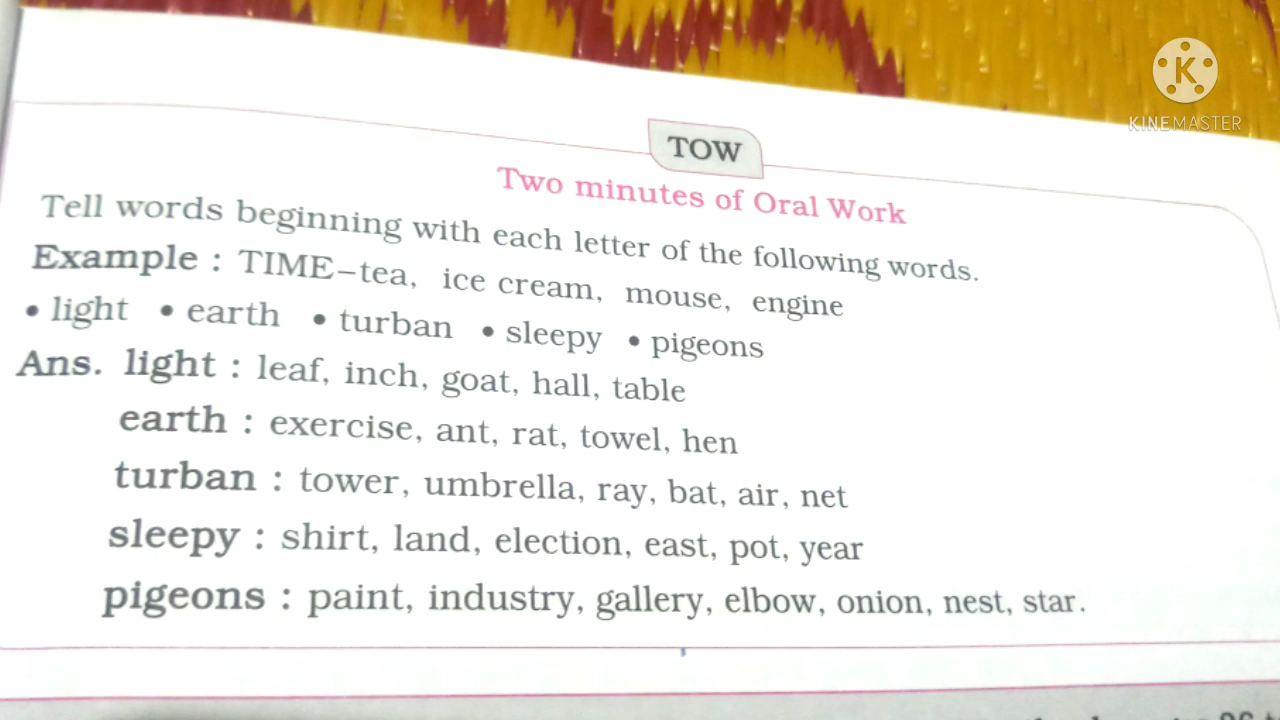 K
KINEMASTER
TOW
Two minutes of Oral Work
Tell words beginning with each letter of the following words.
Example : TIME–tea, ice cream, mouse, engine
• light • earth • turban • sleepy • pigeons
Ans. light : leaf, inch, goat, hall, table
earth : exercise, ant, rat, towel, hen
turban : tower, umbrella, ray, bat, air, net
sleepy : shirt, land, election, east, pot, year
pigeons : paint, industry, gallery, elbow, onion, nest, star.